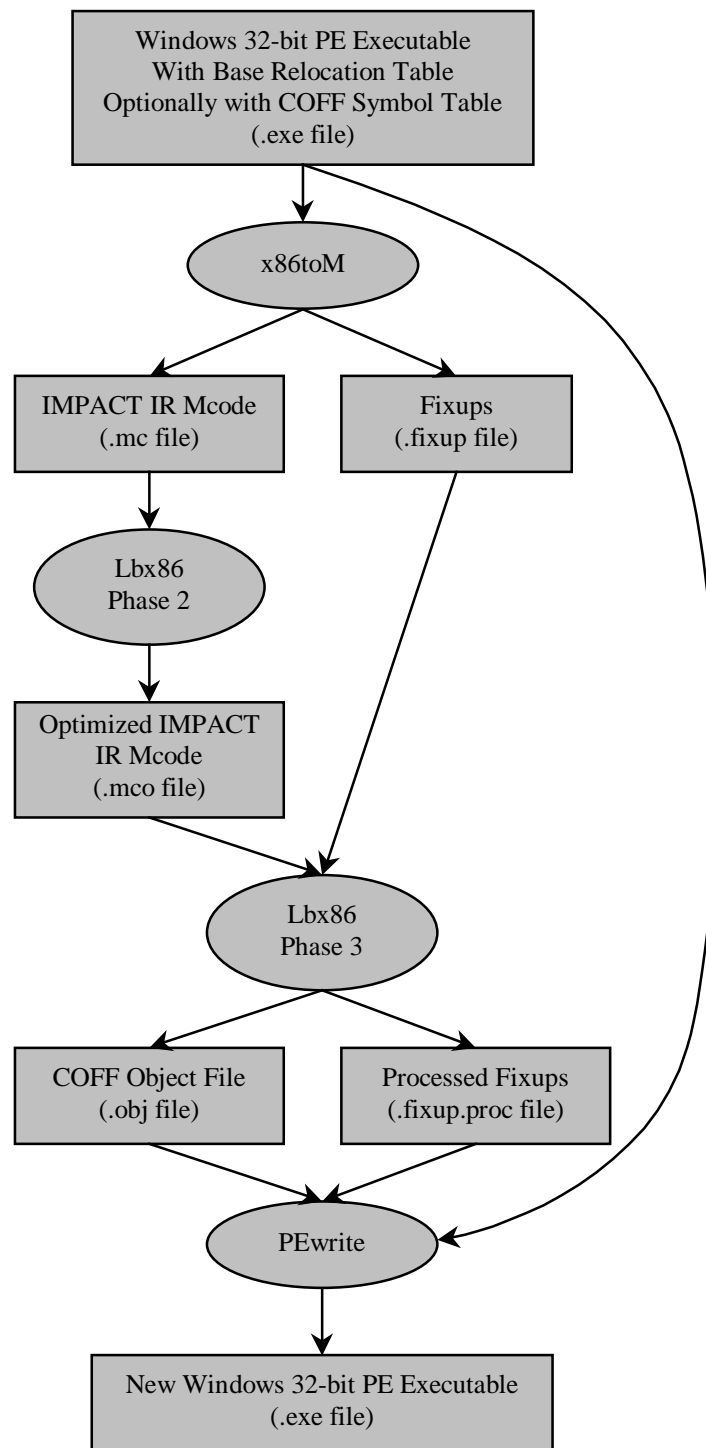 Windows 32-bit PE Executable
With Base Relocation Table
Optionally with COFF Symbol Table
(.exe file)
x86toM
IMPACT IR Mcode
(.mc file)
Fixups
(.fixup file)
Lbx86
Phase 2
Optimized IMPACT
IR Mcode
(.mco file)
Lbx86
Phase 3
COFF Object File
(.obj file)
Processed Fixups
(.fixup.proc file)
PEwrite
New Windows 32-bit PE Executable
(.exe file)